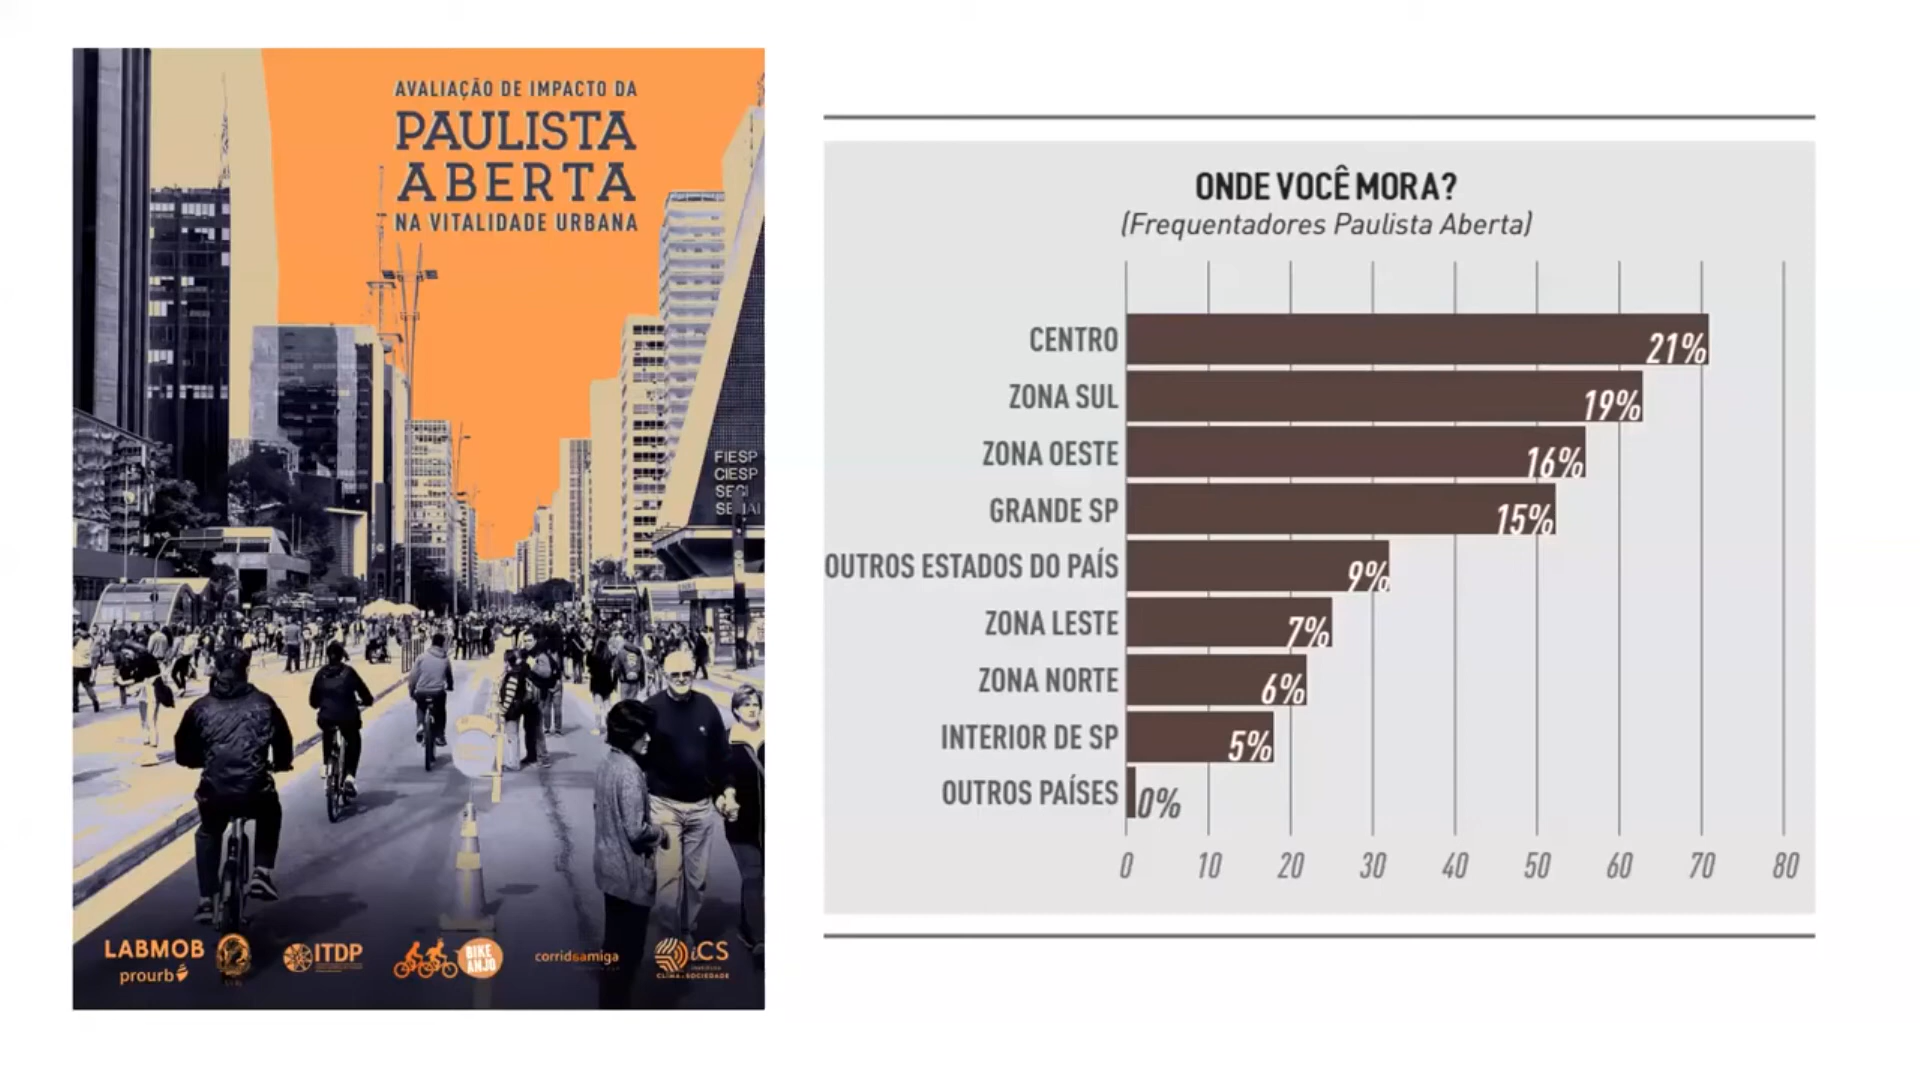 AVALIAÇÃO DE IMPACTO DA
PAULISTA
ABERTA
NA VITALIDADE URBANA
FIESP
CIESP
LABMOB
prourb
ITDP
BIKE
ANJO
corridaamiga
iCS
CLIMA E SOCIEDADE
ONDE VOCÊ MORA?
(Frequentadores Paulista Aberta)
CENTRO 21%
ZONA SUL 19%
ZONA OESTE 16%
GRANDE SP 15%
OUTROS ESTADOS DO PAÍS 9%
ZONA LESTE 7%
ZONA NORTE 6%
INTERIOR DE SP 5%
OUTROS PAÍSES 0%
0 10 20 30 40 50 60 70 80